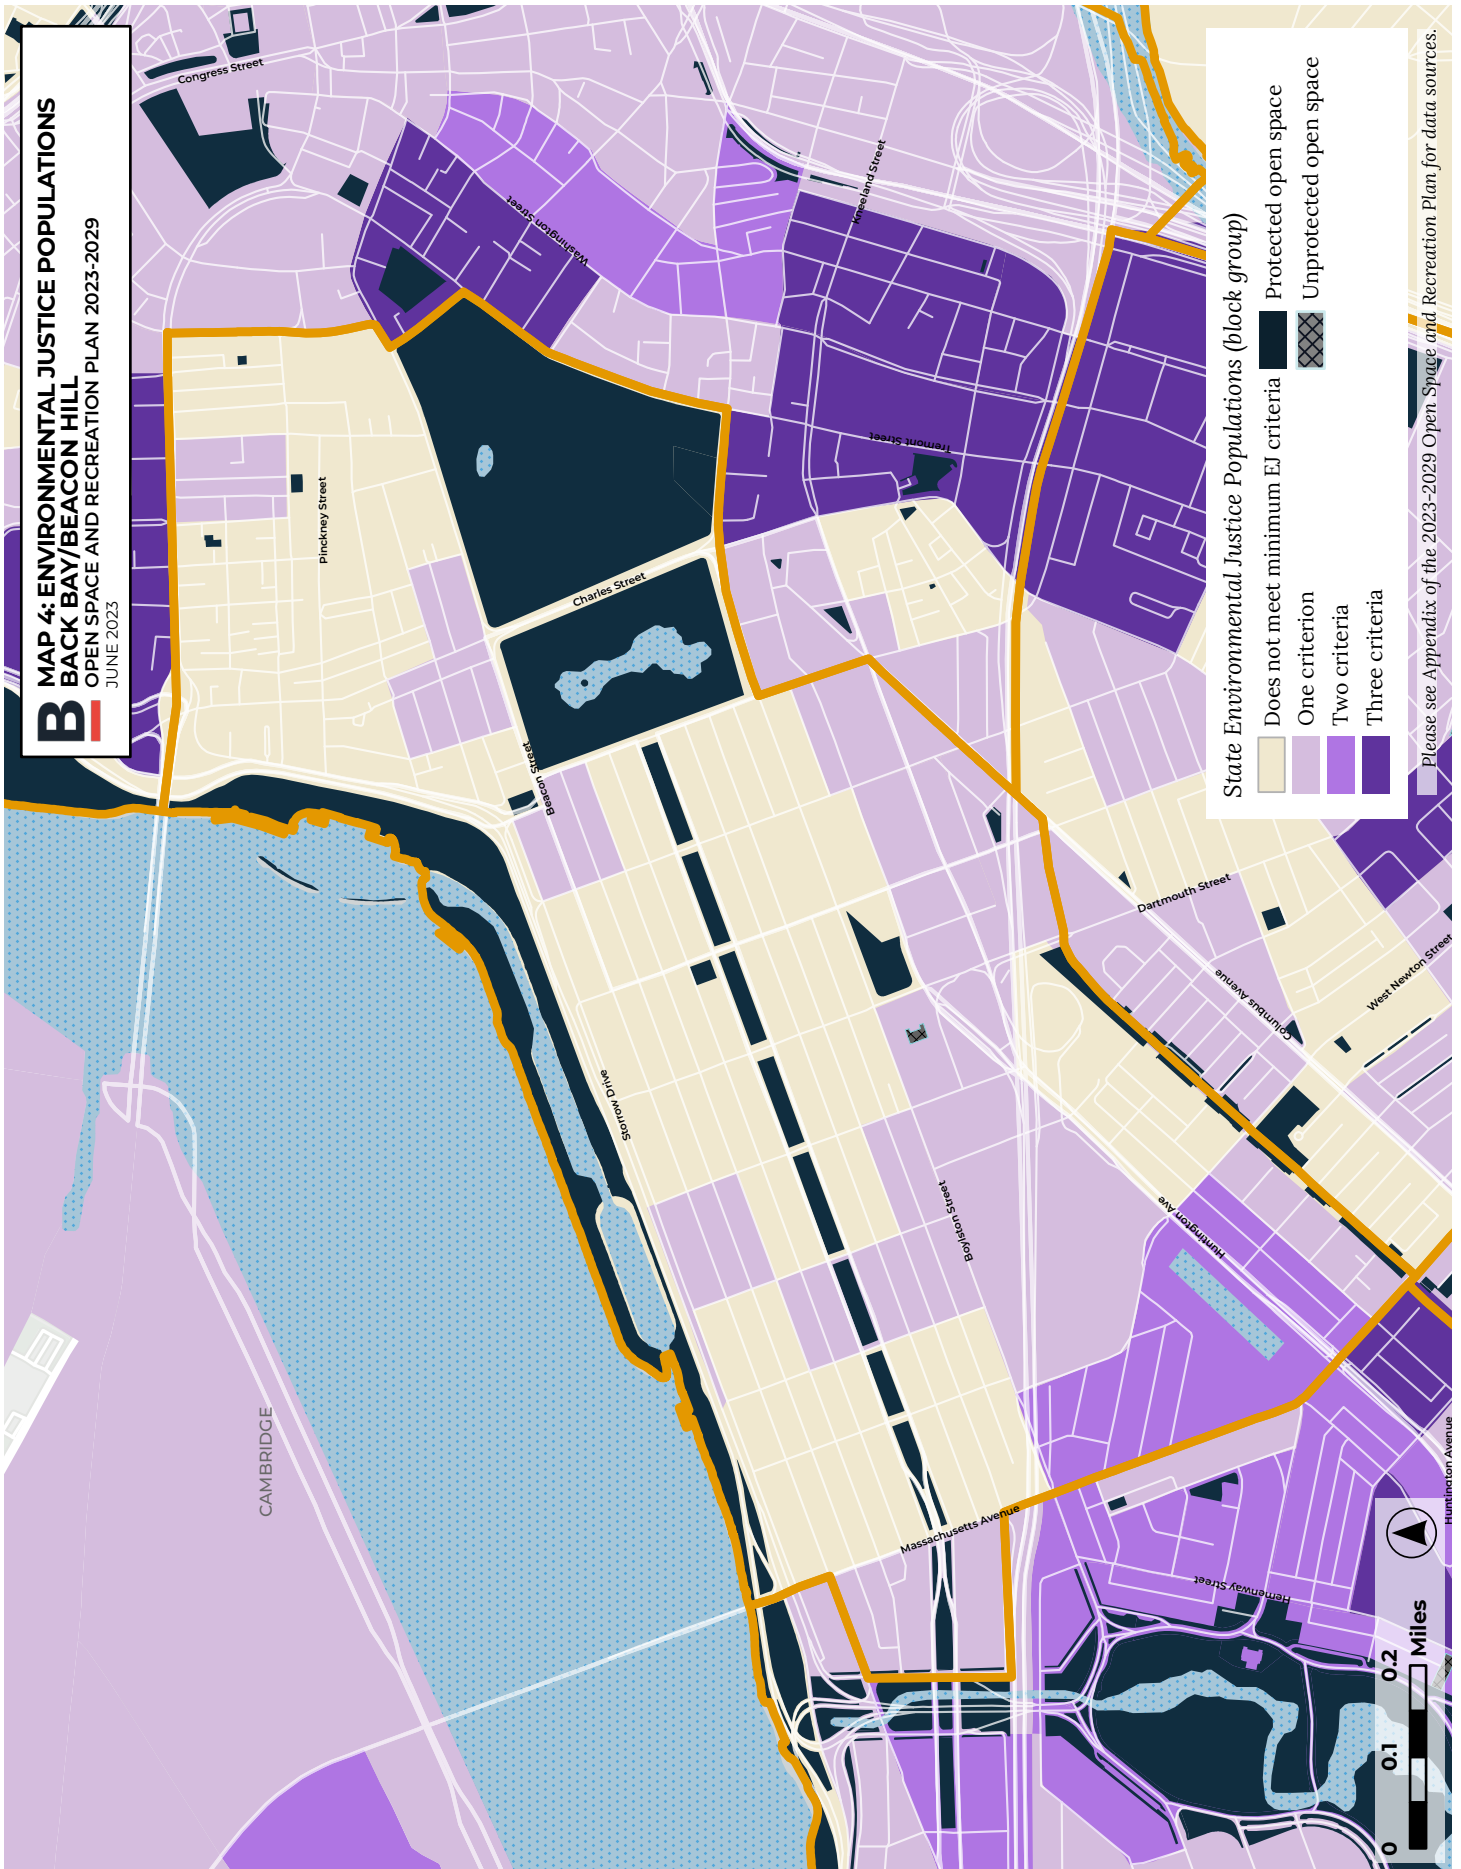 B
MAP 4: ENVIRONMENTAL JUSTICE POPULATIONS
BACK BAY/BEACON HILL
OPEN SPACE AND RECREATION PLAN 2023-2029
JUNE 2023
Congress Street
Washington Street
Kneeland Street
Tremont Street
Pinckney Street
Charles Street
Beacon Street
Storrow Drive
Boylston Street
Dartmouth Street
Columbus Avenue
West Newton Street
Huntington Ave
Massachusetts Avenue
Hemenway Street
Huntington Avenue
CAMBRIDGE
State Environmental Justice Populations (block group)
Does not meet minimum EJ criteria
One criterion
Two criteria
Three criteria
Protected open space
Unprotected open space
Please see Appendix of the 2023-2029 Open Space and Recreation Plan for data sources.
0 0.1 0.2
Miles